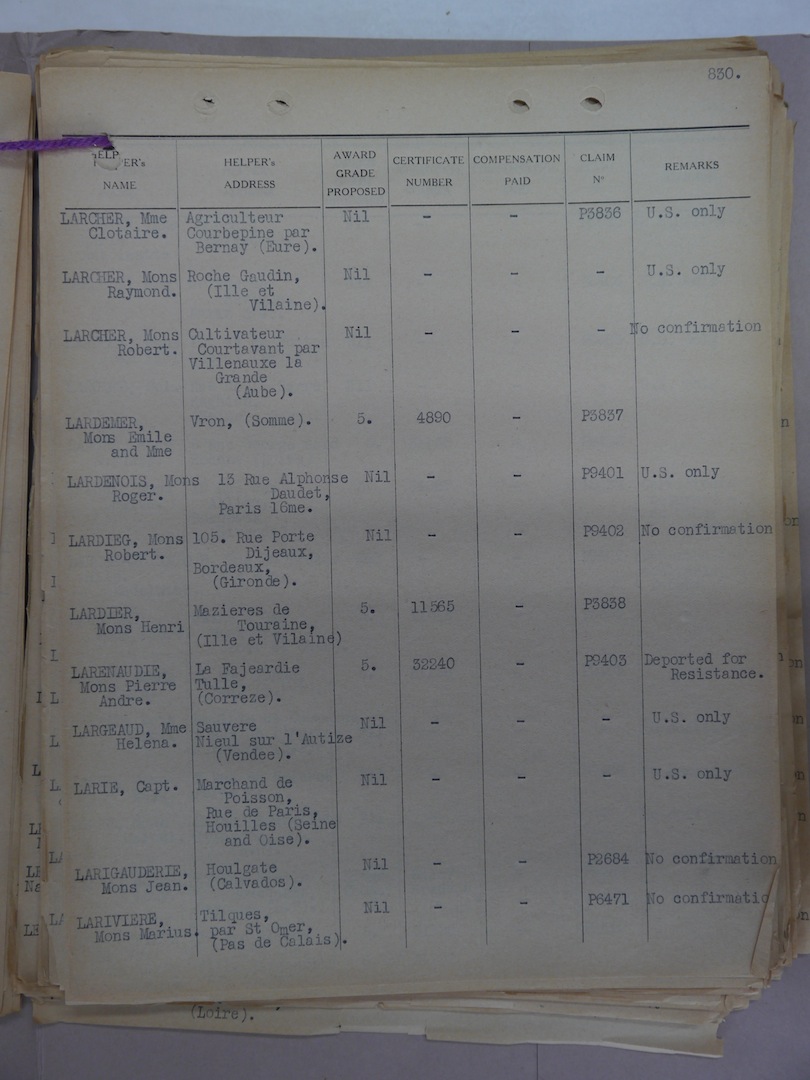 830.
HELPER's NAME
HELPER's ADDRESS
AWARD GRADE PROPOSED
CERTIFICATE NUMBER
COMPENSATION PAID
CLAIM Nº
REMARKS
LARCHER, Mme Agriculteur Nil - - P3836 U.S. only
Clotaire. Courbepine par
Bernay (Eure).
LARCHER, Mons Roche Gaudin, Nil - - - U.S. only
Raymond. (Ille et
Vilaine).
LARCHER, Mons Cultivateur Nil - - - No confirmation
Robert. Courtavant par
Villenauxe la
Grande
(Aube).
LARDEMER, Vron, (Somme). 5. 4890 - P3837
Mons Emile
and Mme
LARDENOIS, Mons 13 Rue Alphonse Nil - - P9401 U.S. only
Roger. Daudet,
Paris 16me.
LARDIEG, Mons 105. Rue Porte Nil - - P9402 No confirmation
Robert. Dijeaux,
Bordeaux,
(Gironde).
LARDIER, Mazieres de 5. 11565 - P3838
Mons Henri Touraine,
(Ille et Vilaine)
LARENAUDIE, La Fajeardie 5. 32240 - P9403 Deported for
Mons Pierre Tulle, Resistance.
Andre. (Correze).
LARGEAUD, Mme Sauvere Nil - - - U.S. only
Helena. Nieul sur l'Autize
(Vendee).
LARIE, Capt. Marchand de Nil - - - U.S. only
Poisson,
Rue de Paris,
Houilles (Seine
and Oise).
LARIGAUDERIE, Houlgate Nil - - P2684 No confirmation
Mons Jean. (Calvados).
LARIVIERE, Tilques, Nil - - P6471 No confirmatio
Mons Marius. par St Omer,
(Pas de Calais).
(Loire).